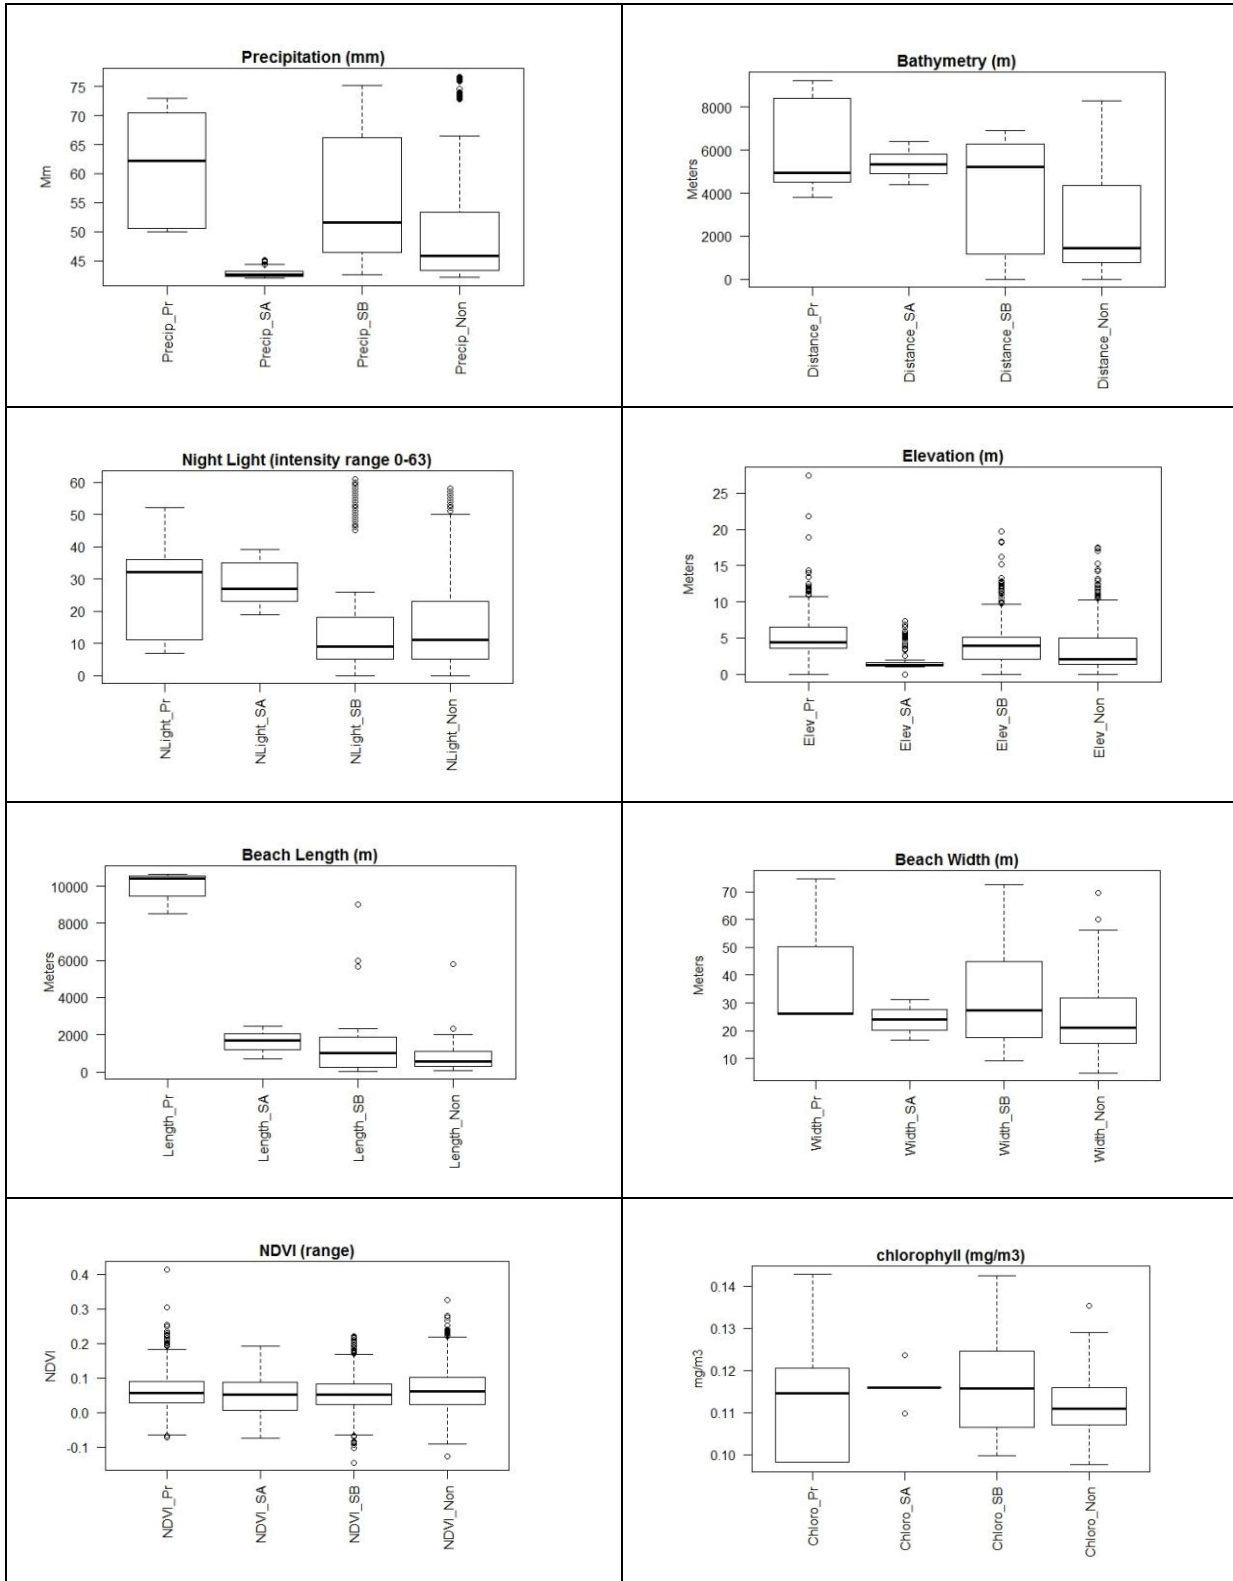 Precipitation (mm)
Mm
75
70
65
60
55
50
45
Precip_Pr
Precip_SA
Precip_SB
Precip_Non
Bathymetry (m)
Meters
8000
6000
4000
2000
0
Distance_Pr
Distance_SA
Distance_SB
Distance_Non
Night Light (intensity range 0-63)
60
50
40
30
20
10
0
NLight_Pr
NLight_SA
NLight_SB
NLight_Non
Elevation (m)
Meters
25
20
15
10
5
0
Elev_Pr
Elev_SA
Elev_SB
Elev_Non
Beach Length (m)
Meters
10000
8000
6000
4000
2000
0
Length_Pr
Length_SA
Length_SB
Length_Non
Beach Width (m)
Meters
70
60
50
40
30
20
10
Width_Pr
Width_SA
Width_SB
Width_Non
NDVI (range)
NDVI
0.4
0.3
0.2
0.1
0.0
-0.1
NDVI_Pr
NDVI_SA
NDVI_SB
NDVI_Non
chlorophyll (mg/m3)
mg/m3
0.14
0.13
0.12
0.11
0.10
Chloro_Pr
Chloro_SA
Chloro_SB
Chloro_Non